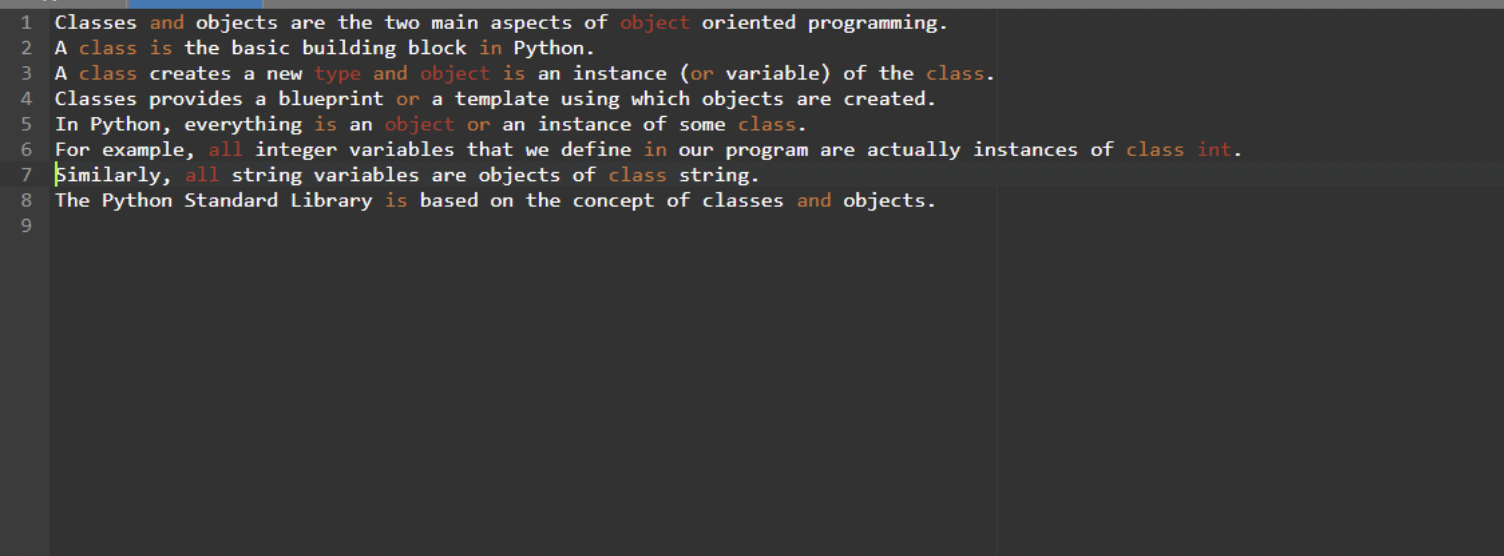 1 Classes and objects are the two main aspects of object oriented programming.
2 A class is the basic building block in Python.
3 A class creates a new type and object is an instance (or variable) of the class.
4 Classes provides a blueprint or a template using which objects are created.
5 In Python, everything is an object or an instance of some class.
6 For example, all integer variables that we define in our program are actually instances of class int.
7 Similarly, all string variables are objects of class string.
8 The Python Standard Library is based on the concept of classes and objects.
9